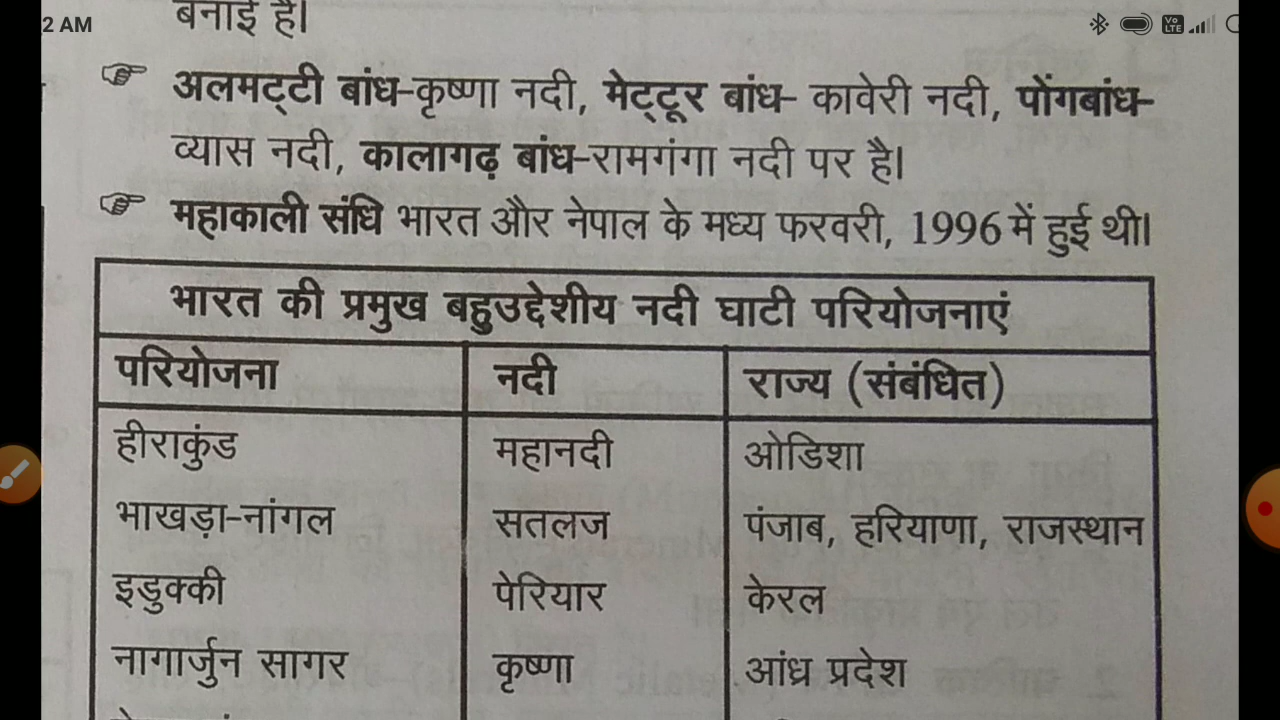 2 AM
बनाई है।
अलमट्टी बांध-कृष्णा नदी, मेट्टूर बांध- कावेरी नदी, पोंगबांध-
व्यास नदी, कालागढ़ बांध-रामगंगा नदी पर है।
महाकाली संधि भारत और नेपाल के मध्य फरवरी, 1996 में हुई थी।
भारत की प्रमुख बहुउद्देशीय नदी घाटी परियोजनाएं
परियोजना नदी राज्य (संबंधित)
हीराकुंड महानदी ओडिशा
भाखड़ा-नांगल सतलज पंजाब, हरियाणा, राजस्थान
इडुक्की पेरियार केरल
नागार्जुन सागर कृष्णा आंध्र प्रदेश